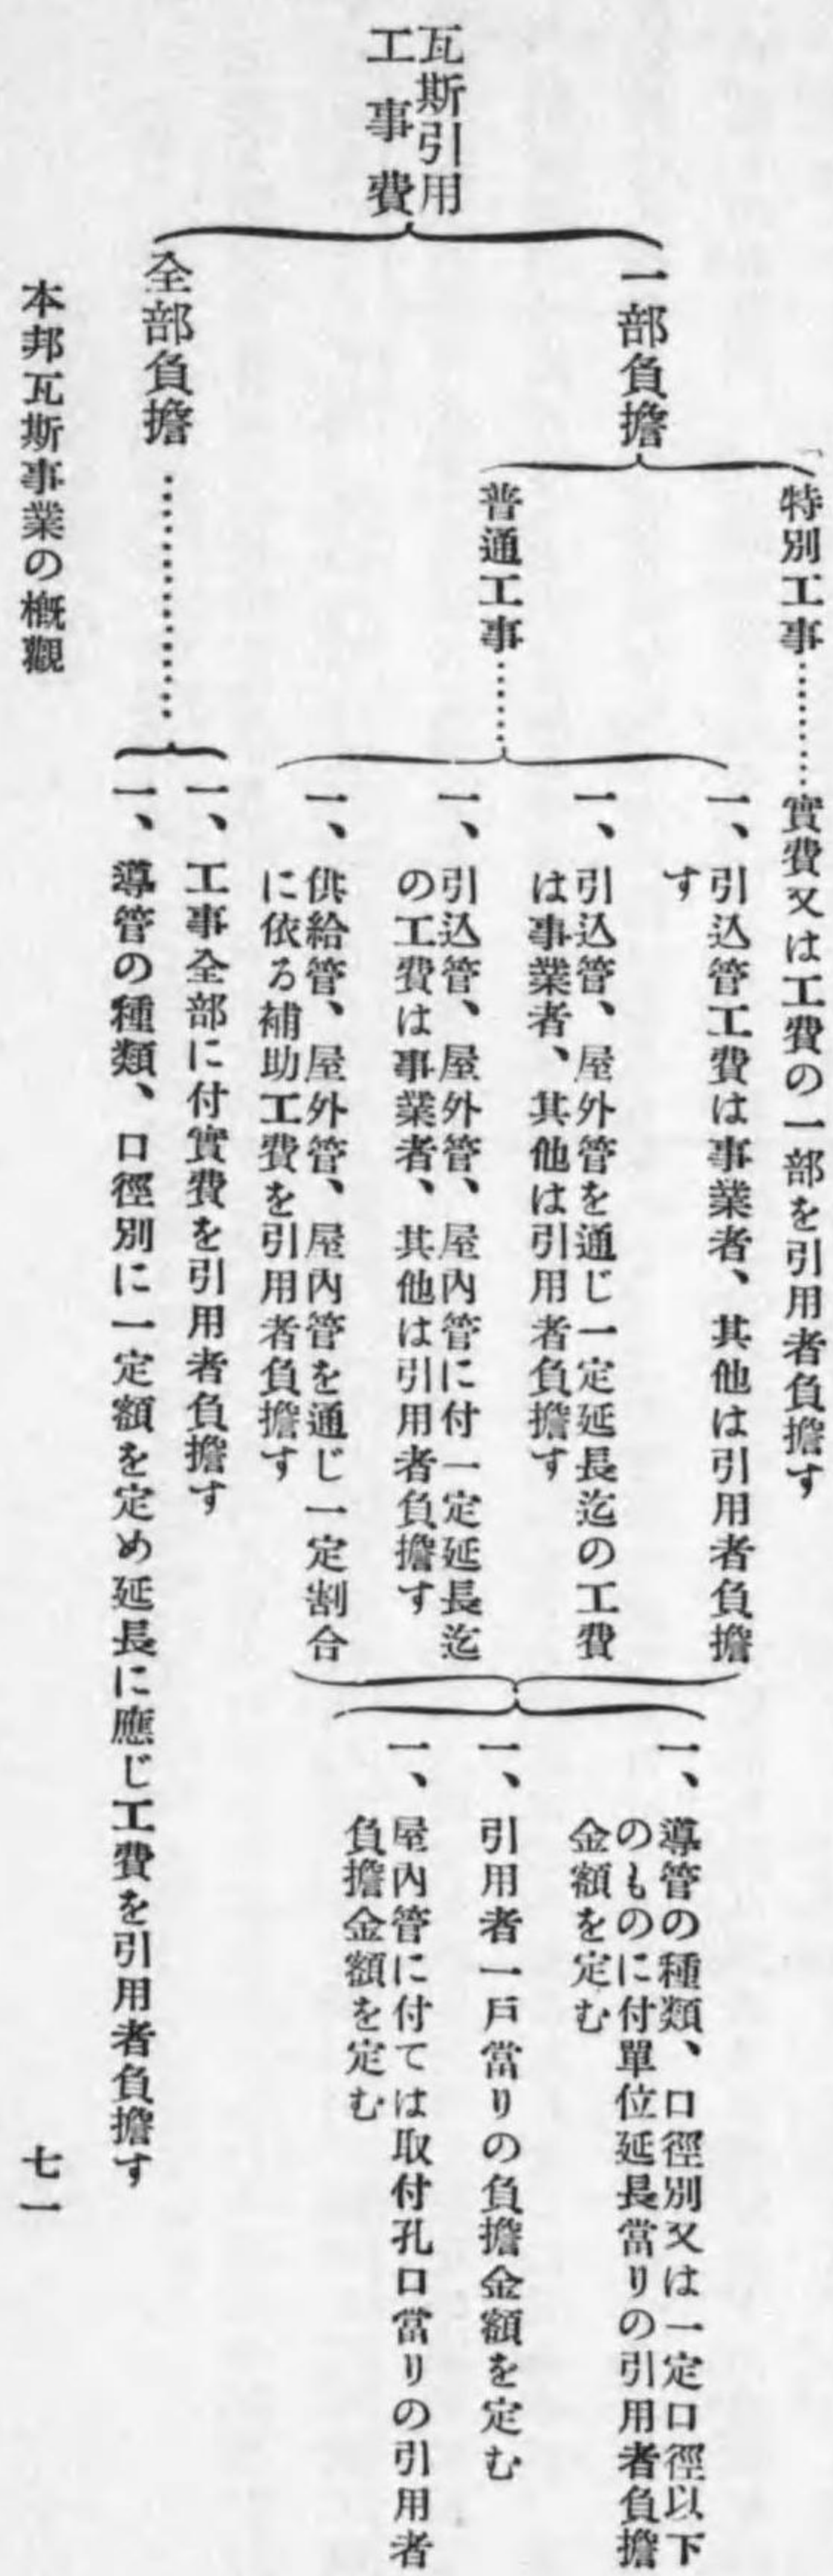 瓦斯引用
工事費
一部負擔
特別工事………實費又は工費の一部を引用者負擔す
普通工事……
一、引込管工費は事業者、其他は引用者負擔
す
一、引込管、屋外管を通じ一定延長迄の工費
は事業者、其他は引用者負擔す
一、引込管、屋外管、屋內管に付一定延長迄
の工費は事業者、其他は引用者負擔す
一、供給管、屋外管、屋內管を通じ一定割合
に依る補助工費を引用者負擔す
一、導管の種類、口徑別又は一定口徑以下
のものに付單位延長當りの引用者負擔
金額を定む
一、引用者一戶當りの負擔金額を定む
一、屋內管に付ては取付孔口當りの引用者
負擔金額を定む
全部負擔…………
一、工事全部に付實費を引用者負擔す
一、導管の種類、口徑別に一定額を定め延長に應じ工費を引用者負擔す
本邦瓦斯事業の槪觀
七一